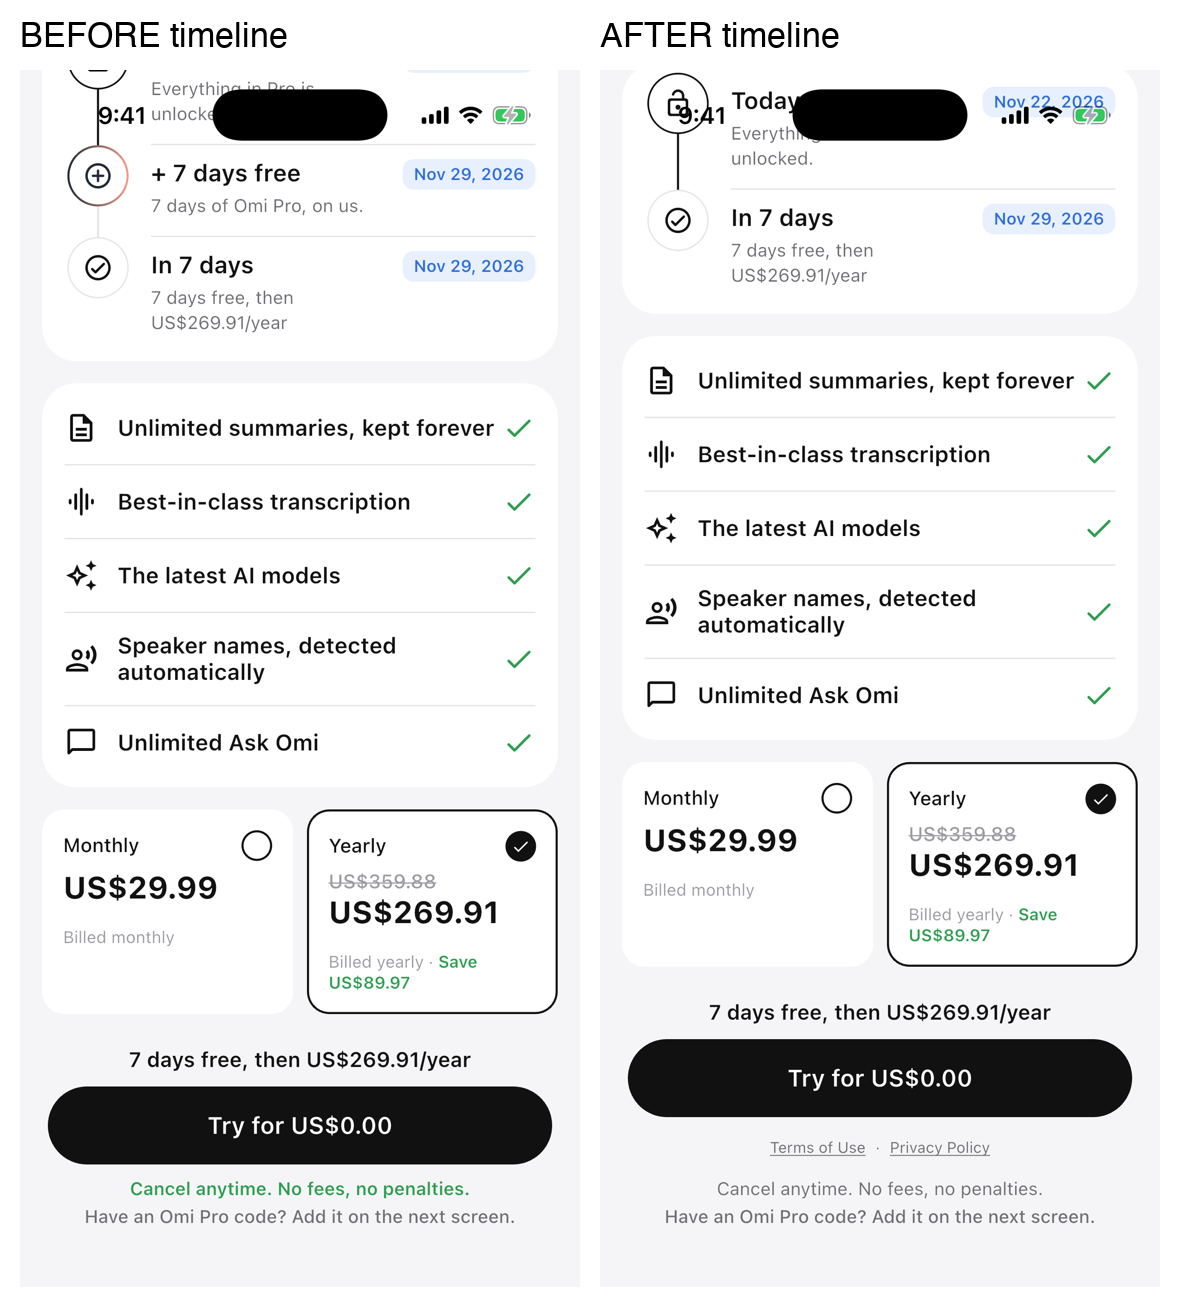 BEFORE timeline
Everything in Pro is
unlocke
9:41
+ 7 days free
Nov 29, 2026
7 days of Omi Pro, on us.
In 7 days
Nov 29, 2026
7 days free, then
US$269.91/year
Unlimited summaries, kept forever
Best-in-class transcription
The latest AI models
Speaker names, detected
automatically
Unlimited Ask Omi
Monthly
US$29.99
Billed monthly
Yearly
US$359.88
US$269.91
Billed yearly · Save
US$89.97
7 days free, then US$269.91/year
Try for US$0.00
Cancel anytime. No fees, no penalties.
Have an Omi Pro code? Add it on the next screen.
AFTER timeline
Today
Nov 22, 2026
9:41
Everything
unlocked.
In 7 days
Nov 29, 2026
7 days free, then
US$269.91/year
Unlimited summaries, kept forever
Best-in-class transcription
The latest AI models
Speaker names, detected
automatically
Unlimited Ask Omi
Monthly
US$29.99
Billed monthly
Yearly
US$359.88
US$269.91
Billed yearly · Save
US$89.97
7 days free, then US$269.91/year
Try for US$0.00
Terms of Use · Privacy Policy
Cancel anytime. No fees, no penalties.
Have an Omi Pro code? Add it on the next screen.